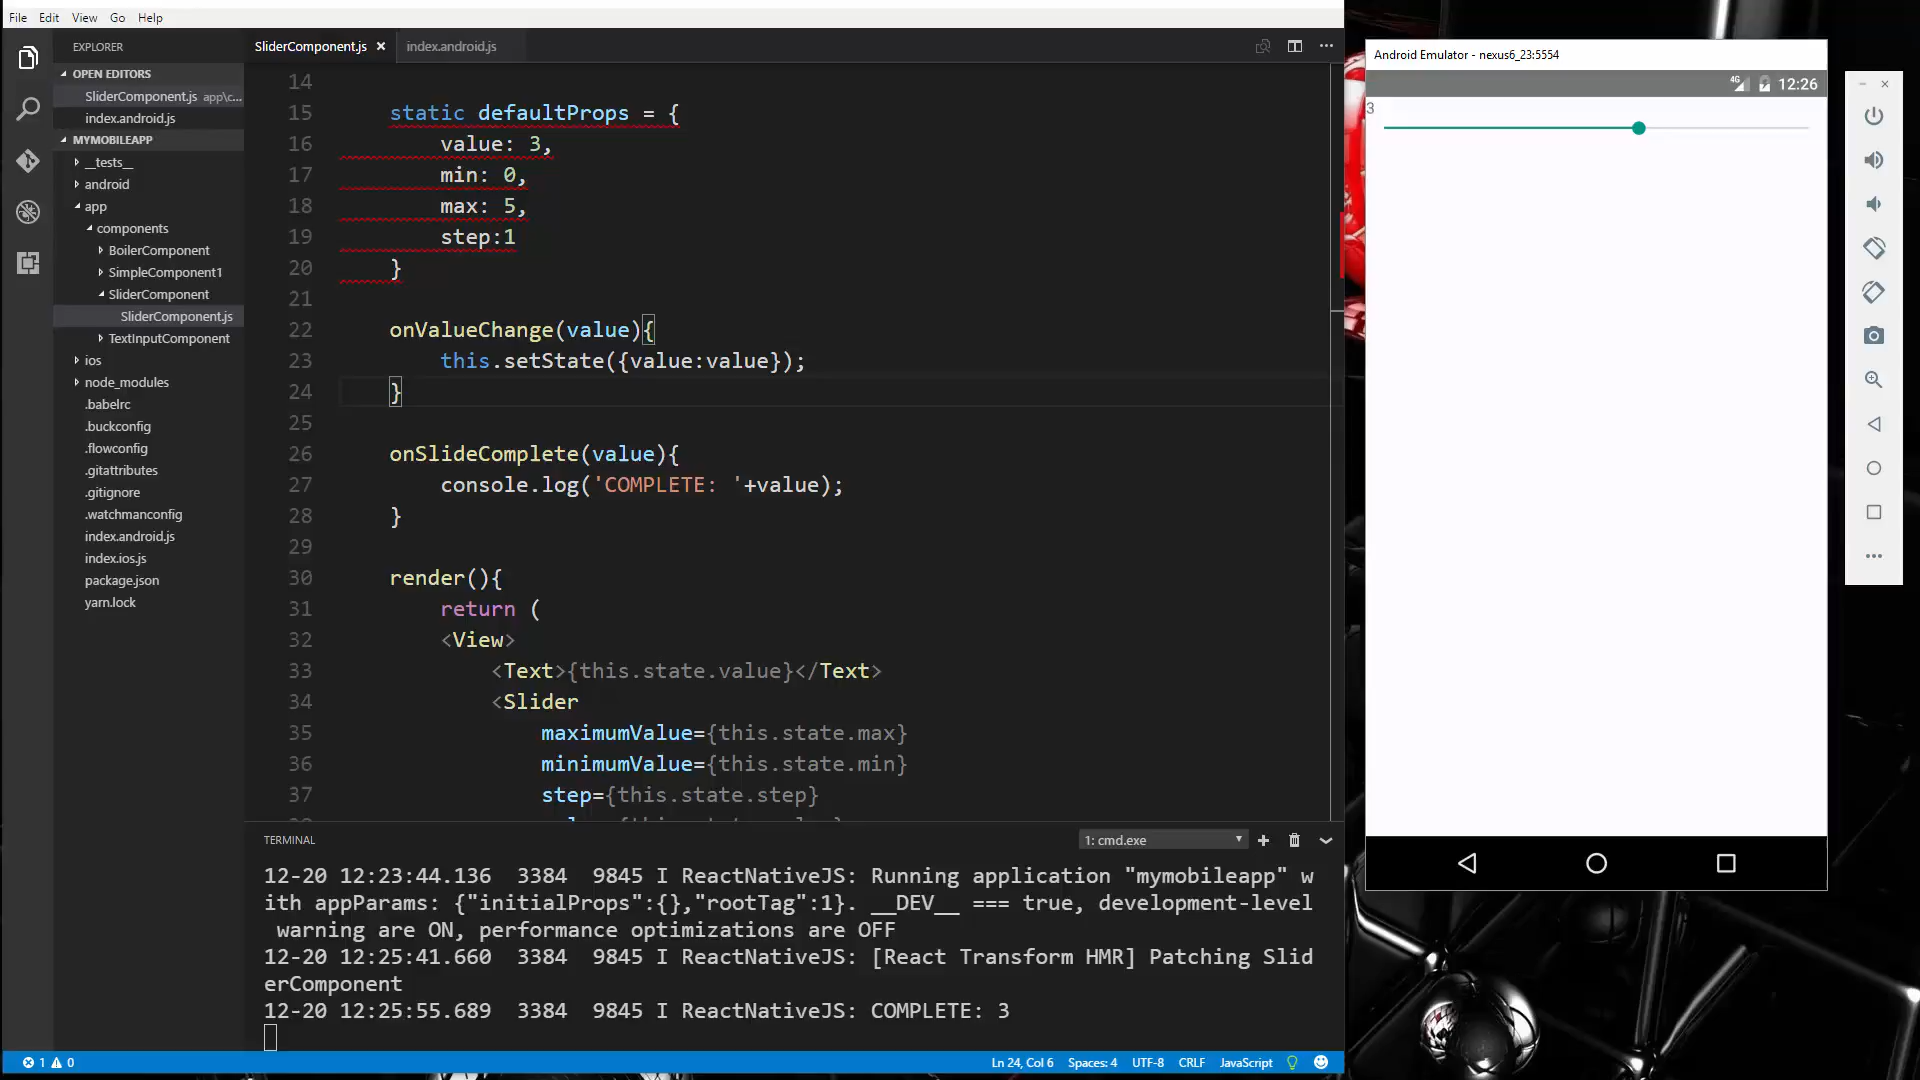 File Edit View Go Help
EXPLORER
OPEN EDITORS
SliderComponent.js app\c...
index.android.js
MYMOBILEAPP
__tests__
android
app
components
BoilerComponent
SimpleComponent1
SliderComponent
SliderComponent.js
TextInputComponent
ios
node_modules
.babelrc
.buckconfig
.flowconfig
.gitattributes
.gitignore
.watchmanconfig
index.android.js
index.ios.js
package.json
yarn.lock
SliderComponent.js index.android.js
14
15 static defaultProps = {
16 value: 3,
17 min: 0,
18 max: 5,
19 step:1
20 }
21
22 onValueChange(value){
23 this.setState({value:value});
24 }
25
26 onSlideComplete(value){
27 console.log('COMPLETE: '+value);
28 }
29
30 render(){
31 return (
32 <View>
33 <Text>{this.state.value}</Text>
34 <Slider
35 maximumValue={this.state.max}
36 minimumValue={this.state.min}
37 step={this.state.step}
TERMINAL
1: cmd.exe
12-20 12:23:44.136 3384 9845 I ReactNativeJS: Running application "mymobileapp" w
ith appParams: {"initialProps":{},"rootTag":1}. __DEV__ === true, development-level
warning are ON, performance optimizations are OFF
12-20 12:25:41.660 3384 9845 I ReactNativeJS: [React Transform HMR] Patching Slid
erComponent
12-20 12:25:55.689 3384 9845 I ReactNativeJS: COMPLETE: 3
1 0
Ln 24, Col 6 Spaces: 4 UTF-8 CRLF JavaScript
Android Emulator - nexus6_23:5554
4G 12:26
3